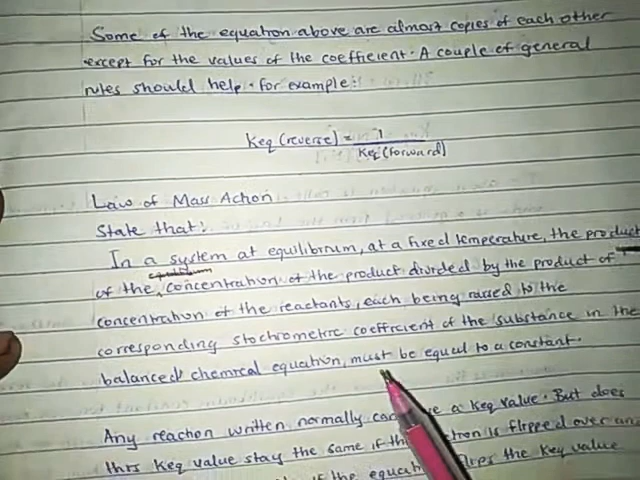 Some of the equation above are almost copies of each other
except for the values of the coefficient. A couple of general
rules should help. for example:
Keq (reverse) = 1 / Keq (forward)
Law of Mass Action
State that:
In a system at equilibrium, at a fixed temperature, the product
of the concentration of the product divided by the product of
concentration of the reactants, each being raised to the
corresponding stochrometric coefficient of the substance in the
balanced chemical equation, must be equal to a constant.
Any reaction written normally a Keq value. But does
this Keq value stay the same if the is flipped over an
if the flips the Keq value